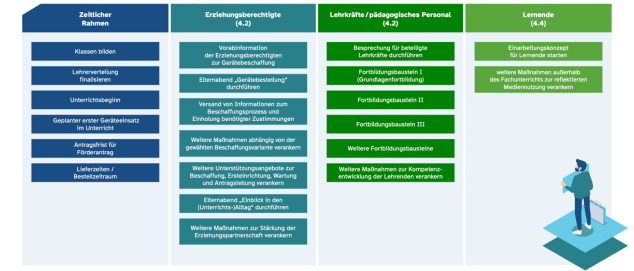 Zeitlicher
Rahmen
Klassen bilden
Lehrerverteilung
finalisieren
Unterrichtsbeginn
Geplanter erster Geräteeinsatz
im Unterricht
Antragsfrist für
Förderantrag
Lieferzeiten /
Bestellzeitraum
Erziehungsberechtigte
(4.2)
Vorabinformation
der Erziehungsberechtigten
zur Gerätebeschaffung
Elternabend „Gerätebestellung“
durchführen
Versand von Informationen zum
Beschaffungsprozess und
Einholung benötigter Zustimmungen
Weitere Maßnahmen abhängig von der
gewählten Beschaffungsvariante verankern
Weitere Unterstützungsangebote zur
Beschaffung, Ersteinrichtung, Wartung
und Antragstellung verankern
Elternabend „Einblick in den
(Unterrichts-)Alltag“ durchführen
Weitere Maßnahmen zur Stärkung der
Erziehungspartnerschaft verankern
Lehrkräfte / pädagogisches Personal
(4.2)
Besprechung für beteiligte
Lehrkräfte durchführen
Fortbildungsbaustein I
(Grundlagenfortbildung)
Fortbildungsbaustein II
Fortbildungsbaustein III
Weitere Fortbildungsbausteine
Weitere Maßnahmen zur Kompetenz-
entwicklung der Lehrenden verankern
Lernende
(4.4)
Einarbeitungskonzept
für Lernende starten
weitere Maßnahmen außerhalb
des Fachunterrichts zur reflektierten
Mediennutzung verankern